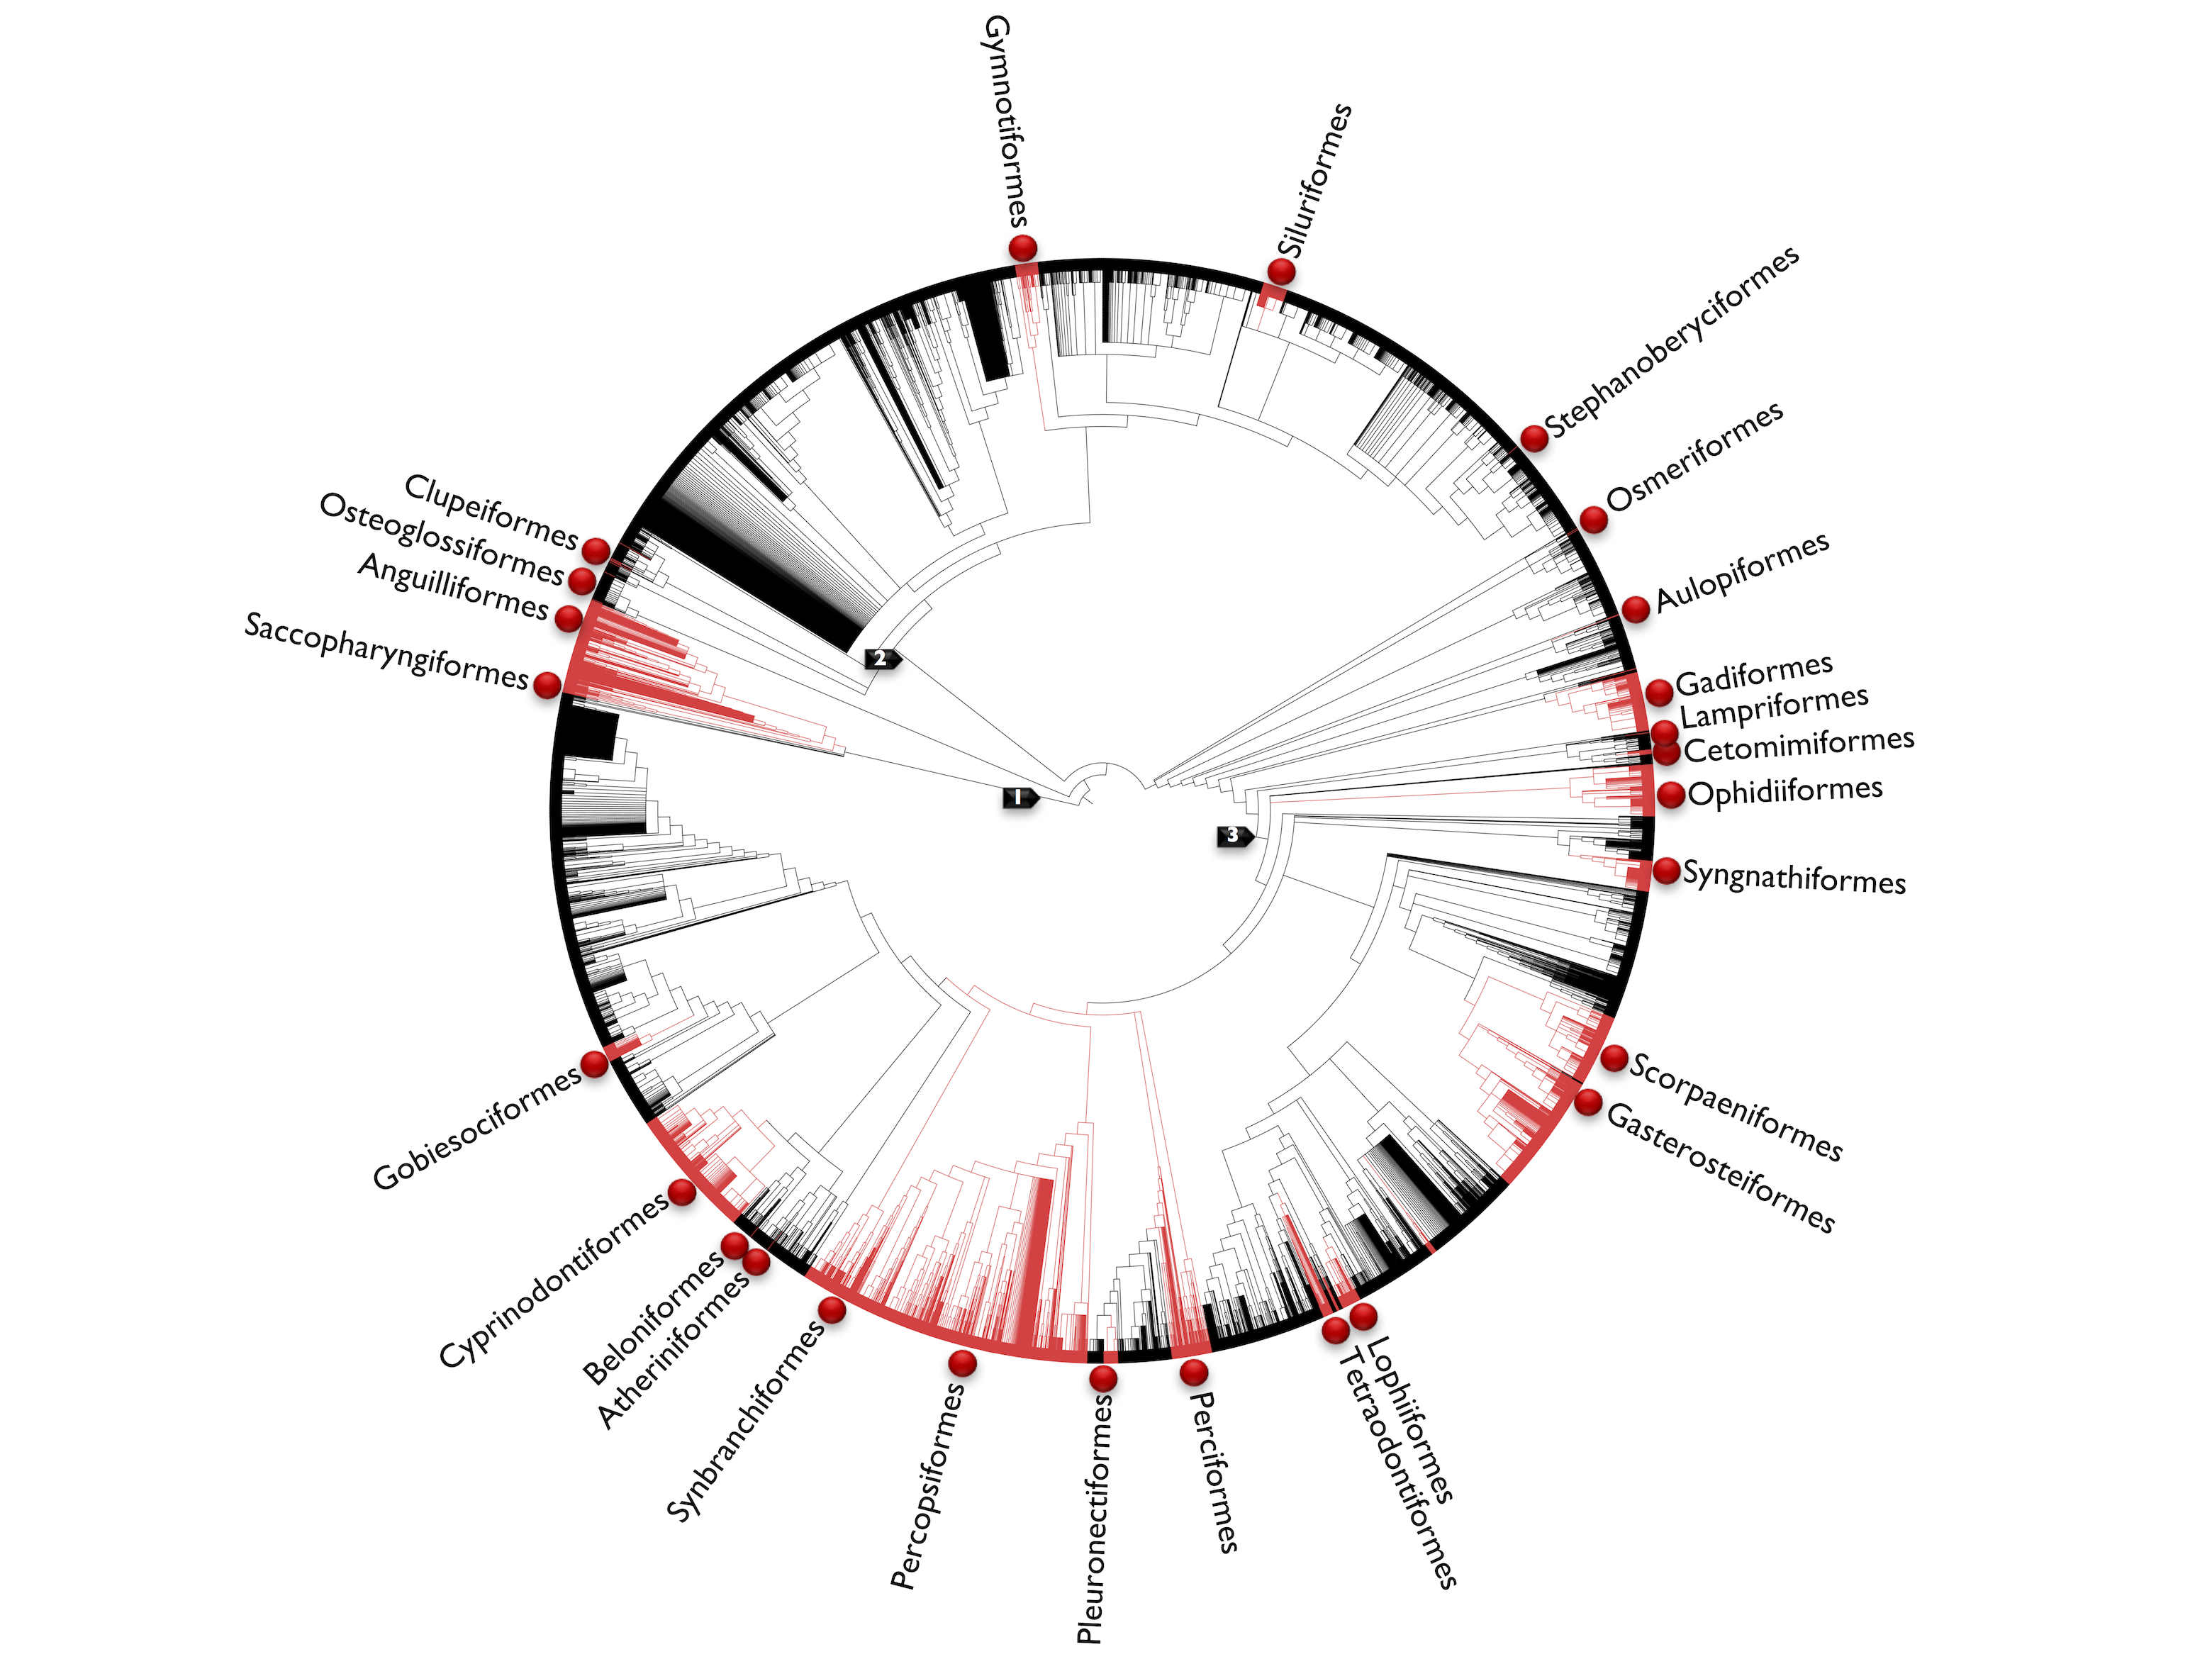 Gymnotiformes
Siluriformes
Stephanoberyciformes
Osmeriformes
Aulopiformes
Gadiformes
Lampriformes
Cetomimiformes
Ophidiiformes
Syngnathiformes
Scorpaeniformes
Gasterosteiformes
Lophiiformes
Tetraodontiformes
Perciformes
Pleuronectiformes
Percopsiformes
Synbranchiformes
Atheriniformes
Beloniformes
Cyprinodontiformes
Gobiesociformes
Saccopharyngiformes
Anguilliformes
Osteoglossiformes
Clupeiformes
1
2
3